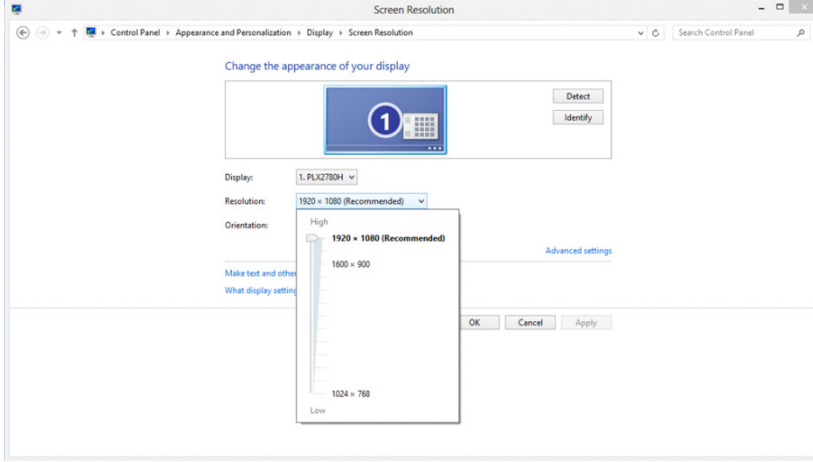 Screen Resolution
Control Panel Appearance and Personalization Display Screen Resolution
Search Control Panel
Change the appearance of your display
1
Detect
Identify
Display: 1. PLX2780H
Resolution: 1920 × 1080 (Recommended)
Orientation:
High
1920 × 1080 (Recommended)
1600 × 900
1024 × 768
Low
Advanced settings
Make text and other
What display setting
OK Cancel Apply